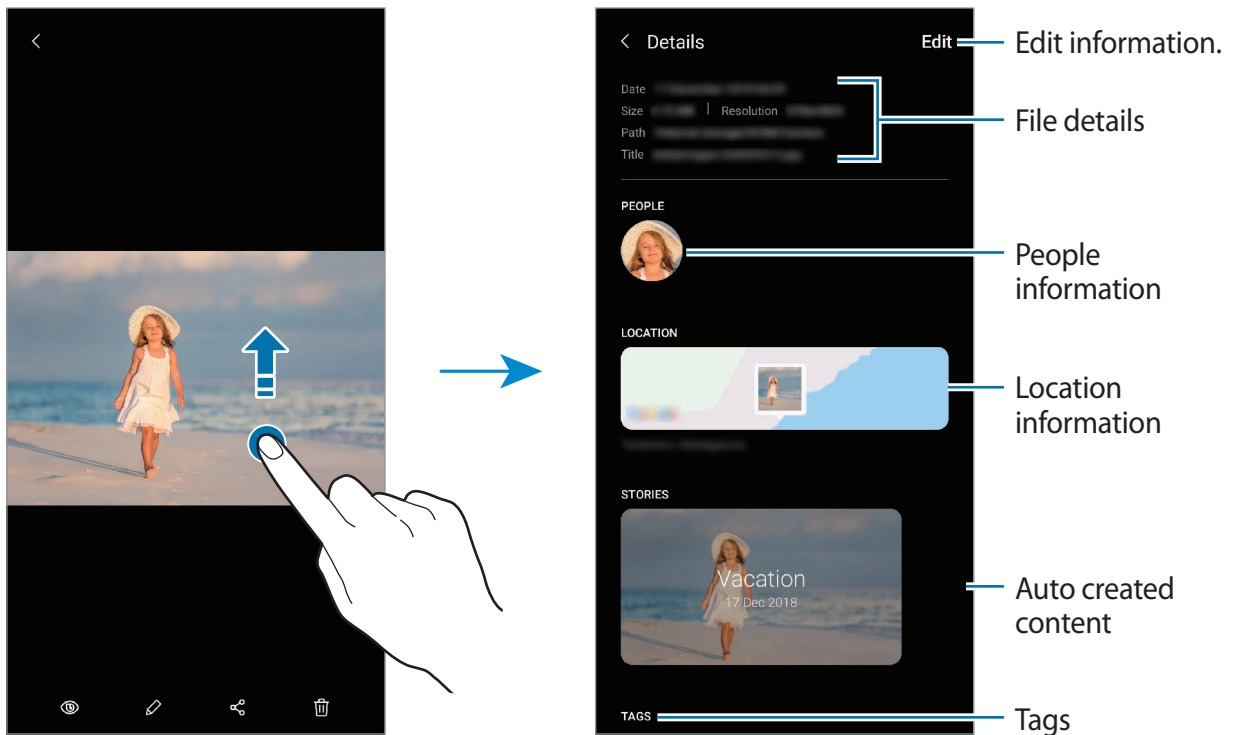 Details
Edit
Edit information.
Date
Size | Resolution
Path
Title
File details
PEOPLE
People
information
LOCATION
Location
information
STORIES
Vacation
17 Dec 2018
Auto created
content
TAGS
Tags